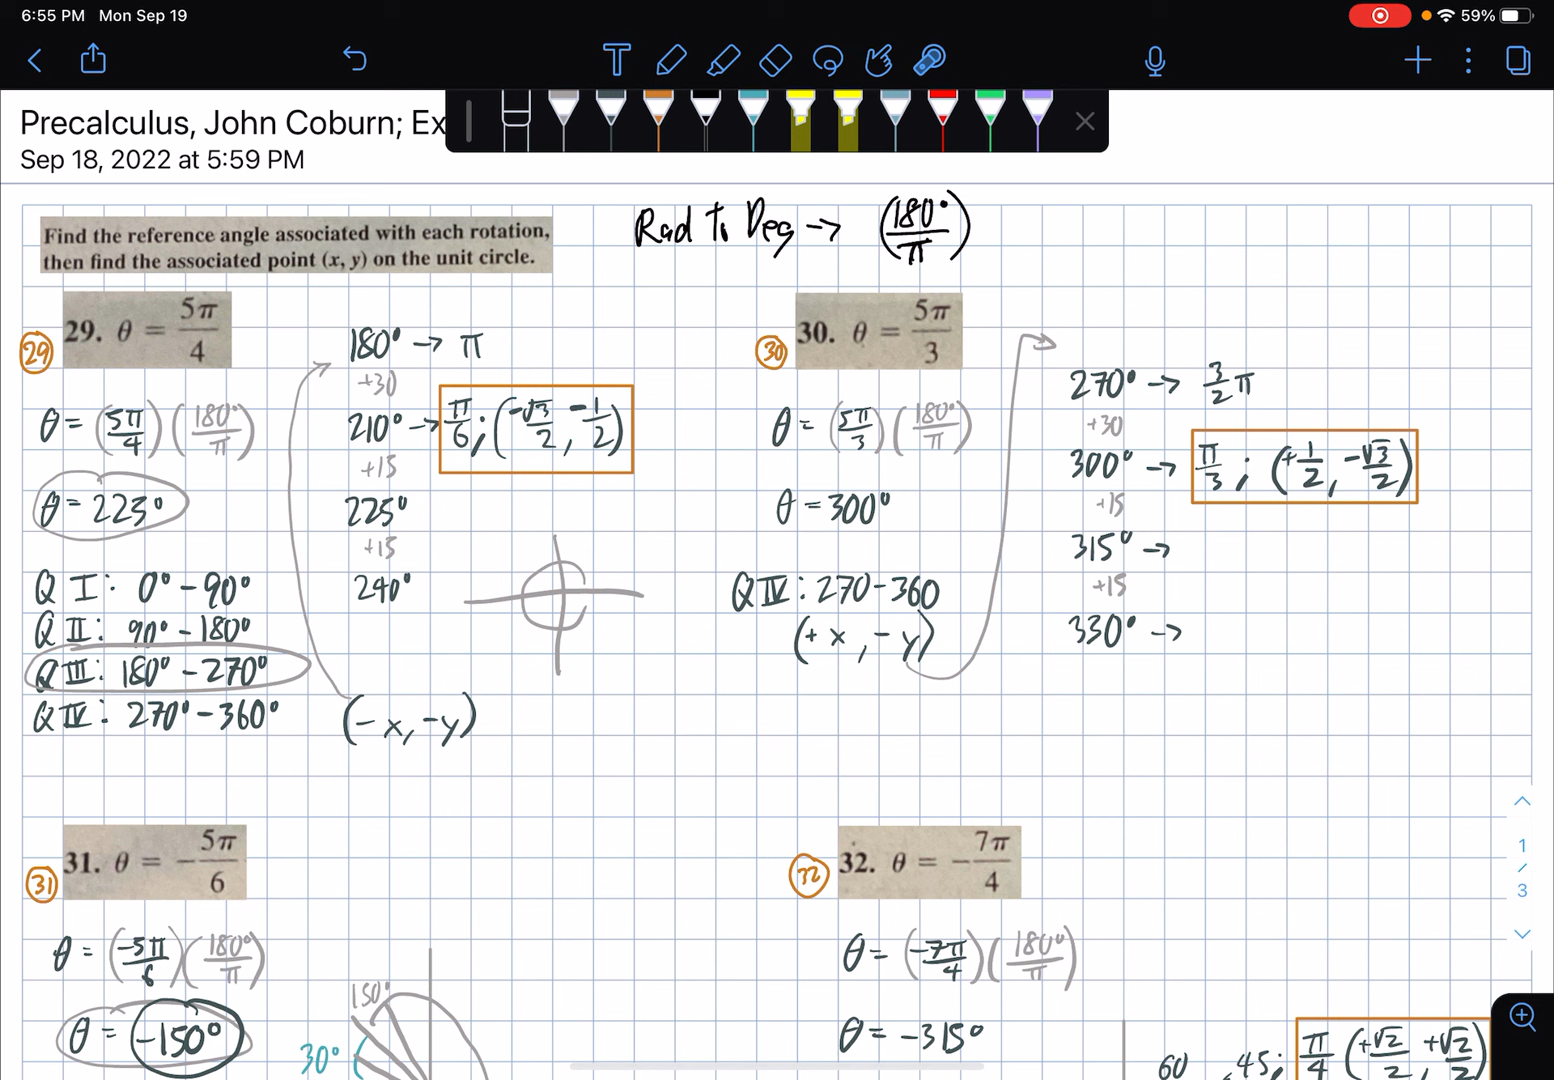 6:55 PM Mon Sep 19
59%
Precalculus, John Coburn; Ex
Sep 18, 2022 at 5:59 PM
Rad To Deg → (180°/π)
Find the reference angle associated with each rotation,
then find the associated point (x, y) on the unit circle.
29 29. θ = 5π/4
θ = (5π/4)(180°/π)
θ = 225°
Q I: 0° - 90°
Q II: 90° - 180°
Q III: 180° - 270°
Q IV: 270° - 360°
180° → π
+30
210° → π/6; (-√3/2, -1/2)
+15
225°
+15
240°
(-x, -y)
30 30. θ = 5π/3
θ = (5π/3)(180°/π)
θ = 300°
Q IV: 270 - 360
(+x, -y)
270° → 3/2 π
+30
300° → π/3; (+1/2, -√3/2)
+15
315° →
+15
330° →
31 31. θ = -5π/6
θ = (-5π/6)(180°/π)
θ = -150°
150°
30°
32 32. θ = -7π/4
θ = (-7π/4)(180°/π)
θ = -315°
60 45; π/4 (+√2/2, +√2/2)
1
/
3